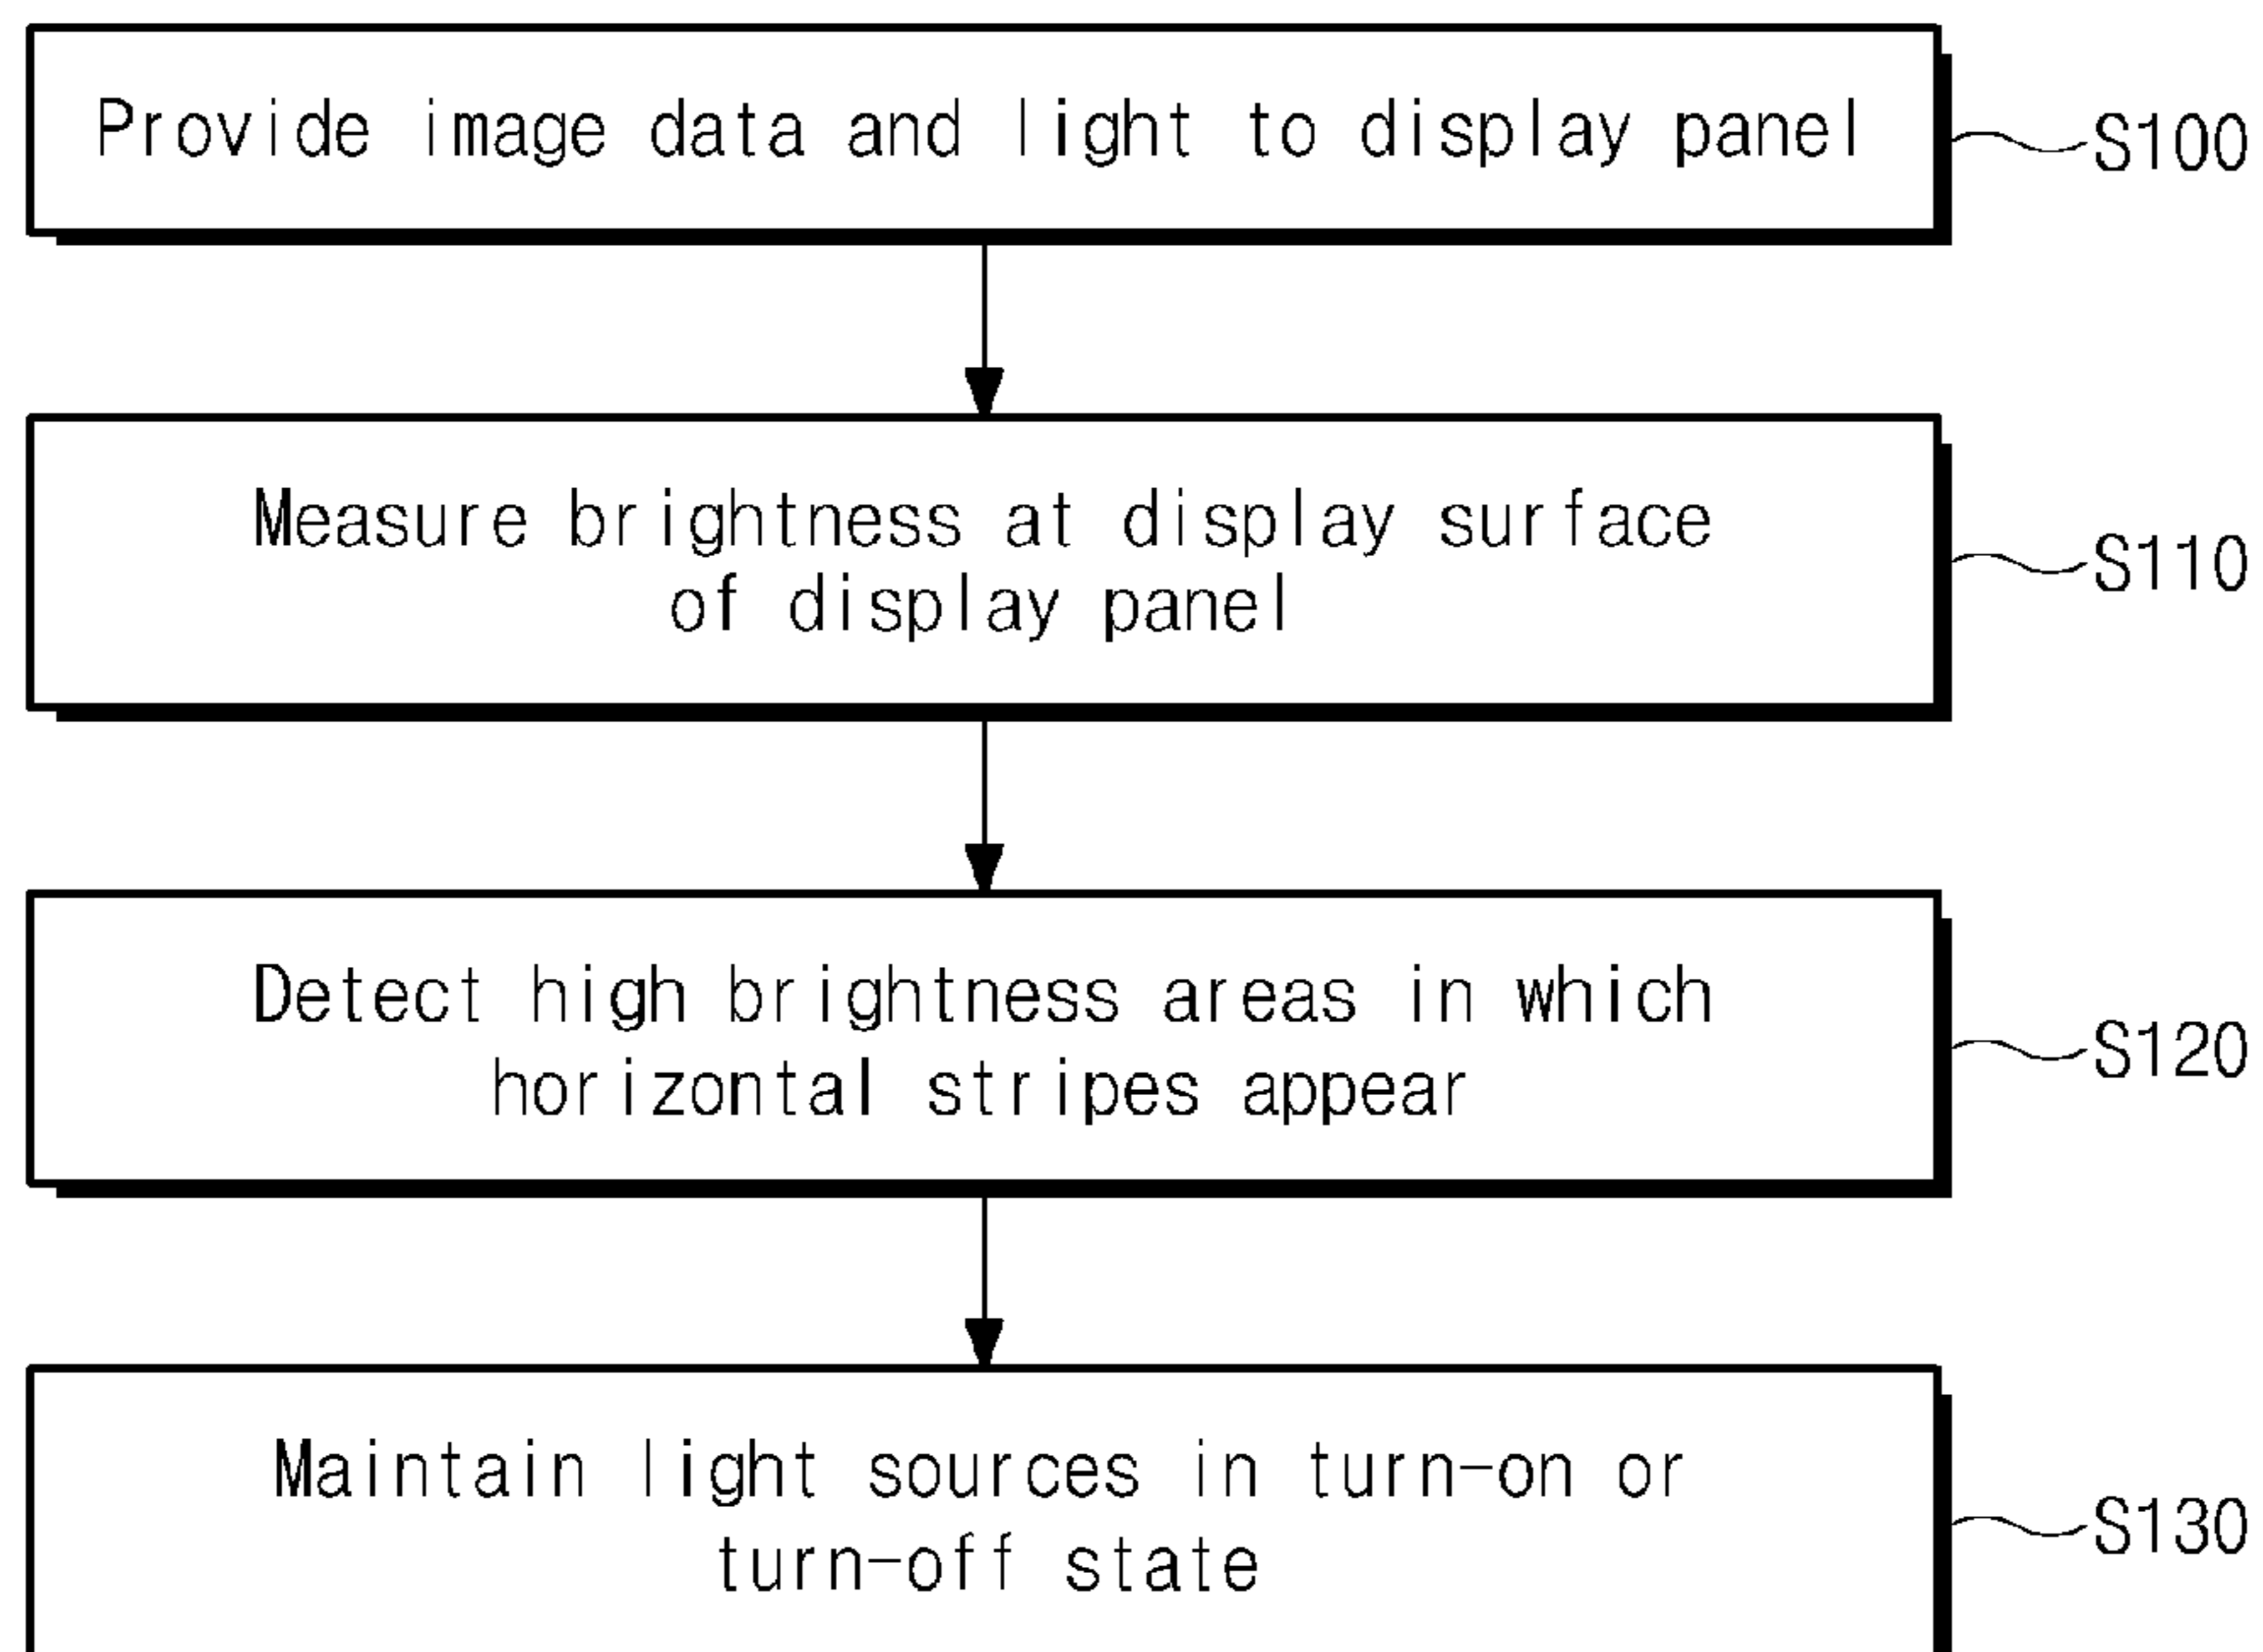 Provide image data and light to display panel
S100
Measure brightness at display surface
of display panel
S110
Detect high brightness areas in which
horizontal stripes appear
S120
Maintain light sources in turn-on or
turn-off state
S130